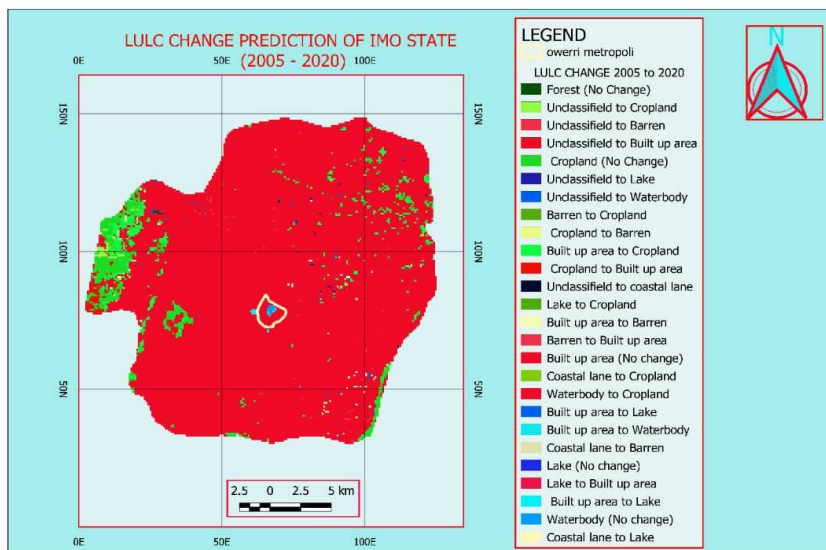 LULC CHANGE PREDICTION OF IMO STATE
(2005 - 2020)
0E 50E 100E
150N 150N
100N 100N
50N 50N
0E 50E 100E
2.5 0 2.5 5 km
LEGEND
owerri metropoli
LULC CHANGE 2005 to 2020
Forest (No Change)
Unclassifield to Cropland
Unclassifield to Barren
Unclassifield to Built up area
Cropland (No Change)
Unclassifield to Lake
Unclassifield to Waterbody
Barren to Cropland
Cropland to Barren
Built up area to Cropland
Cropland to Built up area
Unclassifield to coastal lane
Lake to Cropland
Built up area to Barren
Barren to Built up area
Built up area (No change)
Coastal lane to Cropland
Waterbody to Cropland
Built up area to Lake
Built up area to Waterbody
Coastal lane to Barren
Lake (No change)
Lake to Built up area
Built up area to Lake
Waterbody (No change)
Coastal lane to Lake
N